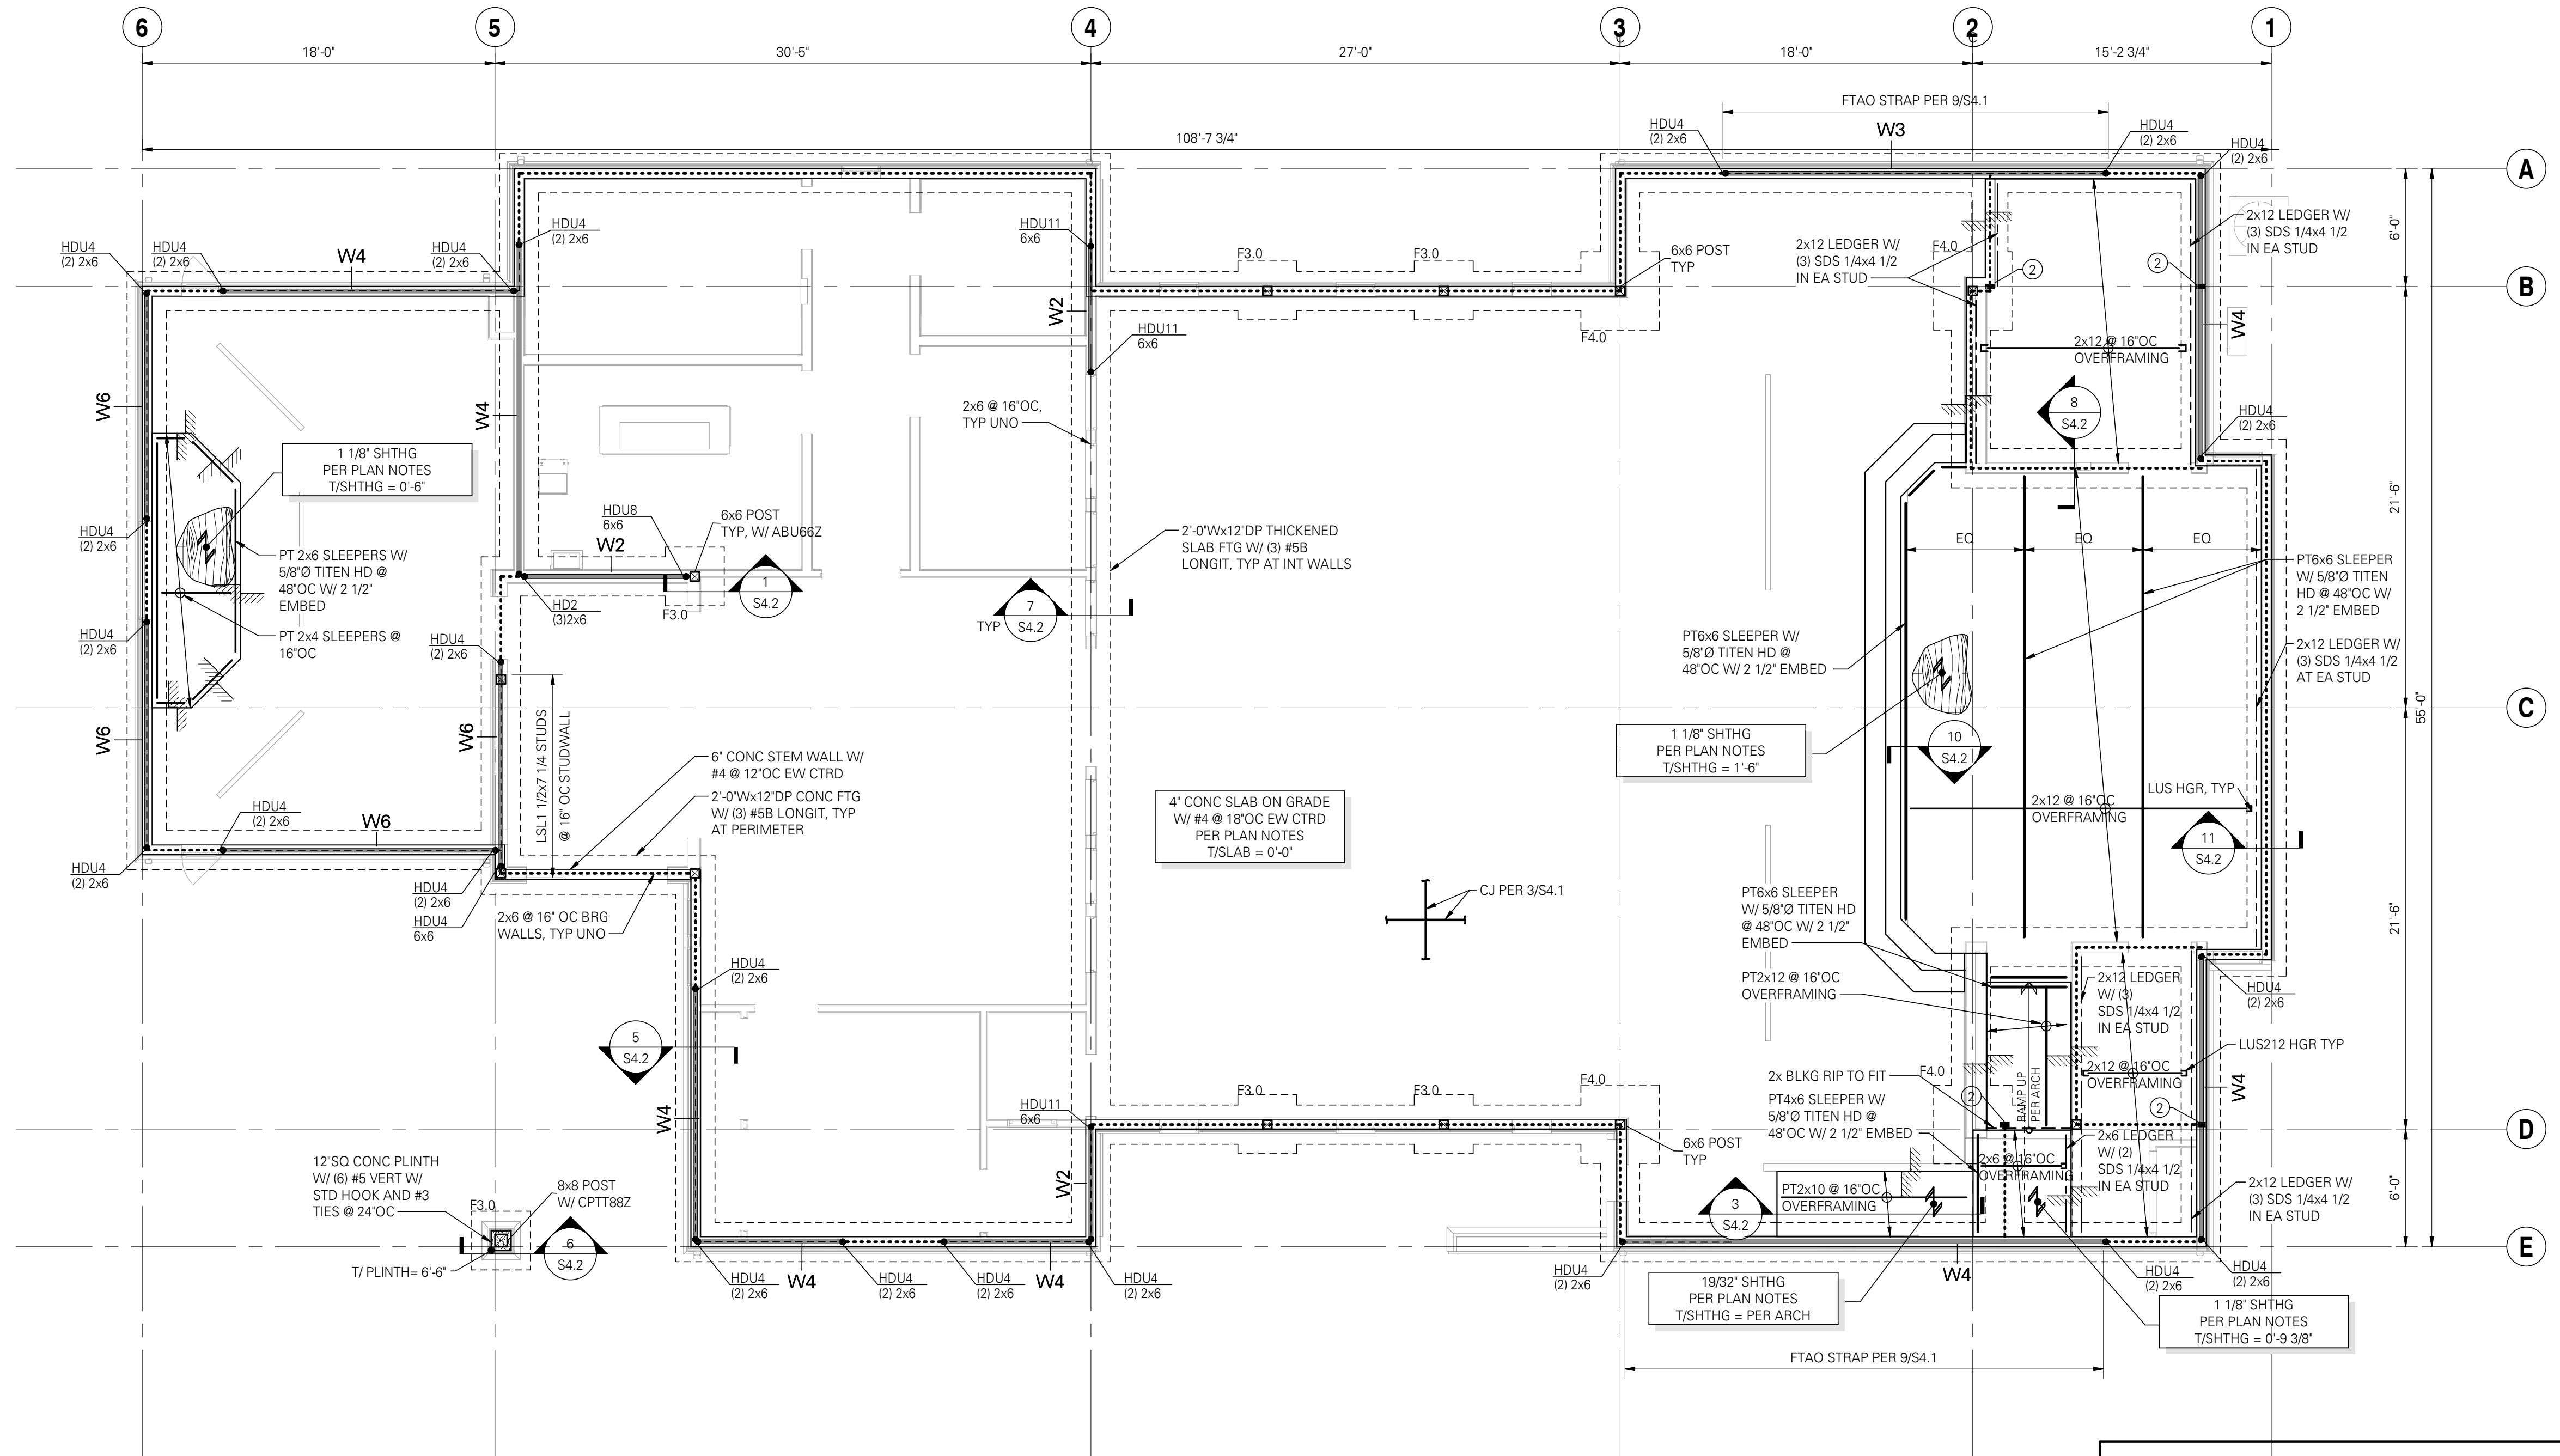 6
5
4
3
2
1
18'-0"
30'-5"
27'-0"
18'-0"
15'-2 3/4"
FTAO STRAP PER 9/S4.1
108'-7 3/4"
W3
HDU4
(2) 2x6
HDU4
(2) 2x6
HDU4
(2) 2x6
A
B
C
D
E
6'-0"
21'-6"
55'-0"
21'-6"
6'-0"
HDU4
(2) 2x6
HDU4
(2) 2x6
W4
HDU4
(2) 2x6
HDU4
(2) 2x6
HDU11
6x6
W2
HDU11
6x6
F3.0
F3.0
F4.0
6x6 POST
TYP
2x12 LEDGER W/
(3) SDS 1/4x4 1/2
IN EA STUD
F4.0
2
2
2x12 LEDGER W/
(3) SDS 1/4x4 1/2
IN EA STUD
W4
2x12 @ 16"OC
OVERFRAMING
8
S4.2
HDU4
(2) 2x6
W6
W4
1 1/8" SHTHG
PER PLAN NOTES
T/SHTHG = 0'-6"
2x6 @ 16"OC,
TYP UNO
HDU4
(2) 2x6
PT 2x6 SLEEPERS W/
5/8"Ø TITEN HD @
48"OC W/ 2 1/2"
EMBED
PT 2x4 SLEEPERS @
16"OC
HDU4
(2) 2x6
HDU8
6x6
W2
6x6 POST
TYP, W/ ABU66Z
1
S4.2
HD2
(3)2x6
F3.0
HDU4
(2) 2x6
TYP
7
S4.2
2'-0"Wx12"DP THICKENED
SLAB FTG W/ (3) #5B
LONGIT, TYP AT INT WALLS
EQ
EQ
EQ
PT6x6 SLEEPER
W/ 5/8"Ø TITEN
HD @ 48"OC W/
2 1/2" EMBED
PT6x6 SLEEPER W/
5/8"Ø TITEN HD @
48"OC W/ 2 1/2" EMBED
2x12 LEDGER W/
(3) SDS 1/4x4 1/2
AT EA STUD
W6
W6
LSL1 1/2x7 1/4 STUDS
@ 16" OC STUDWALL
6" CONC STEM WALL W/
#4 @ 12"OC EW CTRD
2'-0"Wx12"DP CONC FTG
W/ (3) #5B LONGIT, TYP
AT PERIMETER
4" CONC SLAB ON GRADE
W/ #4 @ 18"OC EW CTRD
PER PLAN NOTES
T/SLAB = 0'-0"
1 1/8" SHTHG
PER PLAN NOTES
T/SHTHG = 1'-6"
10
S4.2
2x12 @ 16"OC
OVERFRAMING
LUS HGR, TYP
11
S4.2
HDU4
(2) 2x6
W6
HDU4
(2) 2x6
HDU4
(2) 2x6
HDU4
6x6
2x6 @ 16" OC BRG
WALLS, TYP UNO
CJ PER 3/S4.1
PT6x6 SLEEPER
W/ 5/8"Ø TITEN HD
@ 48"OC W/ 2 1/2"
EMBED
PT2x12 @ 16"OC
OVERFRAMING
2x12 LEDGER
W/ (3)
SDS 1/4x4 1/2
IN EA STUD
HDU4
(2) 2x6
HDU4
(2) 2x6
5
S4.2
W4
LUS212 HGR TYP
2x12 @ 16"OC
OVERFRAMING
W4
2
2
RAMP UP
PER ARCH
2x BLKG RIP TO FIT
F4.0
PT4x6 SLEEPER W/
5/8"Ø TITEN HD @
48"OC W/ 2 1/2" EMBED
HDU11
6x6
W2
F3.0
F3.0
F4.0
6x6 POST
TYP
2x6 LEDGER
W/ (2)
SDS 1/4x4 1/2
IN EA STUD
2x6 @ 16"OC
OVERFRAMING
PT2x10 @ 16"OC
OVERFRAMING
3
S4.2
2x12 LEDGER W/
(3) SDS 1/4x4 1/2
IN EA STUD
12"SQ CONC PLINTH
W/ (6) #5 VERT W/
STD HOOK AND #3
TIES @ 24"OC
F3.0
8x8 POST
W/ CPTT88Z
6
S4.2
T/ PLINTH= 6'-6"
HDU4
(2) 2x6
W4
HDU4
(2) 2x6
HDU4
(2) 2x6
W4
HDU4
(2) 2x6
HDU4
(2) 2x6
W4
HDU4
(2) 2x6
HDU4
(2) 2x6
19/32" SHTHG
PER PLAN NOTES
T/SHTHG = PER ARCH
1 1/8" SHTHG
PER PLAN NOTES
T/SHTHG = 0'-9 3/8"
FTAO STRAP PER 9/S4.1